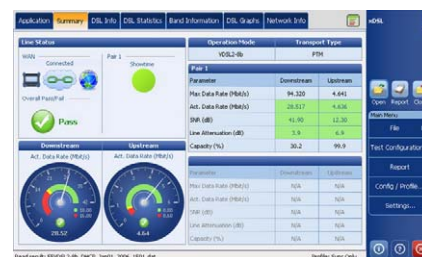 Application Summary DSL Info DSL Statistics Band Information DSL Graphs Network Info
xDSL
Line Status
WAN
Connected
Pair 1
Showtime
Overall Pass/Fail
Pass
Operation Mode Transport Type
VDSL2-8b PTM
Pair 1
Parameter Downstream Upstream
Max Data Rate (Mbit/s) 94.320 4.641
Act. Data Rate (Mbit/s) 28.517 4.636
SNR (dB) 41.90 12.30
Line Attenuation (dB) 5.9 6.9
Capacity (%) 30.2 99.9
Downstream Upstream
Act. Data Rate (Mbit/s) Act. Data Rate (Mbit/s)
28.52 4.64
Parameter Downstream Upstream
Max Data Rate (Mbit/s) N/A N/A
Act. Data Rate (Mbit/s) N/A N/A
SNR (dB) N/A N/A
Line Attenuation (dB) N/A N/A
Capacity (%) N/A N/A
Open Report
Main Menu
File
Test Configuration
Report
Config / Profile...
Settings...